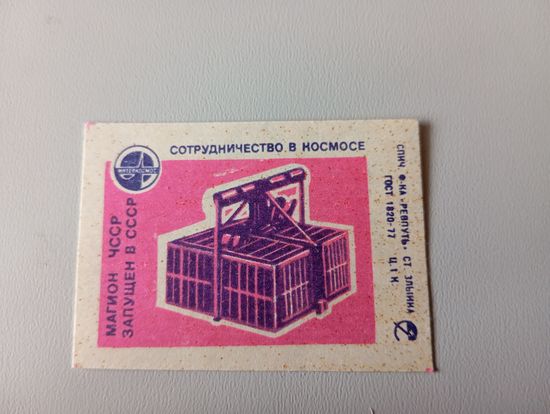 СОТРУДНИЧЕСТВО В КОСМОСЕ
ИНТЕРКОСМОС
МАГИОН ЧССР
ЗАПУЩЕН В СССР
СПИЧ Ф-КА «РЕВПУТЬ» СТ. ЗЛЫНКА
ГОСТ 1820-77 Ц 1 К